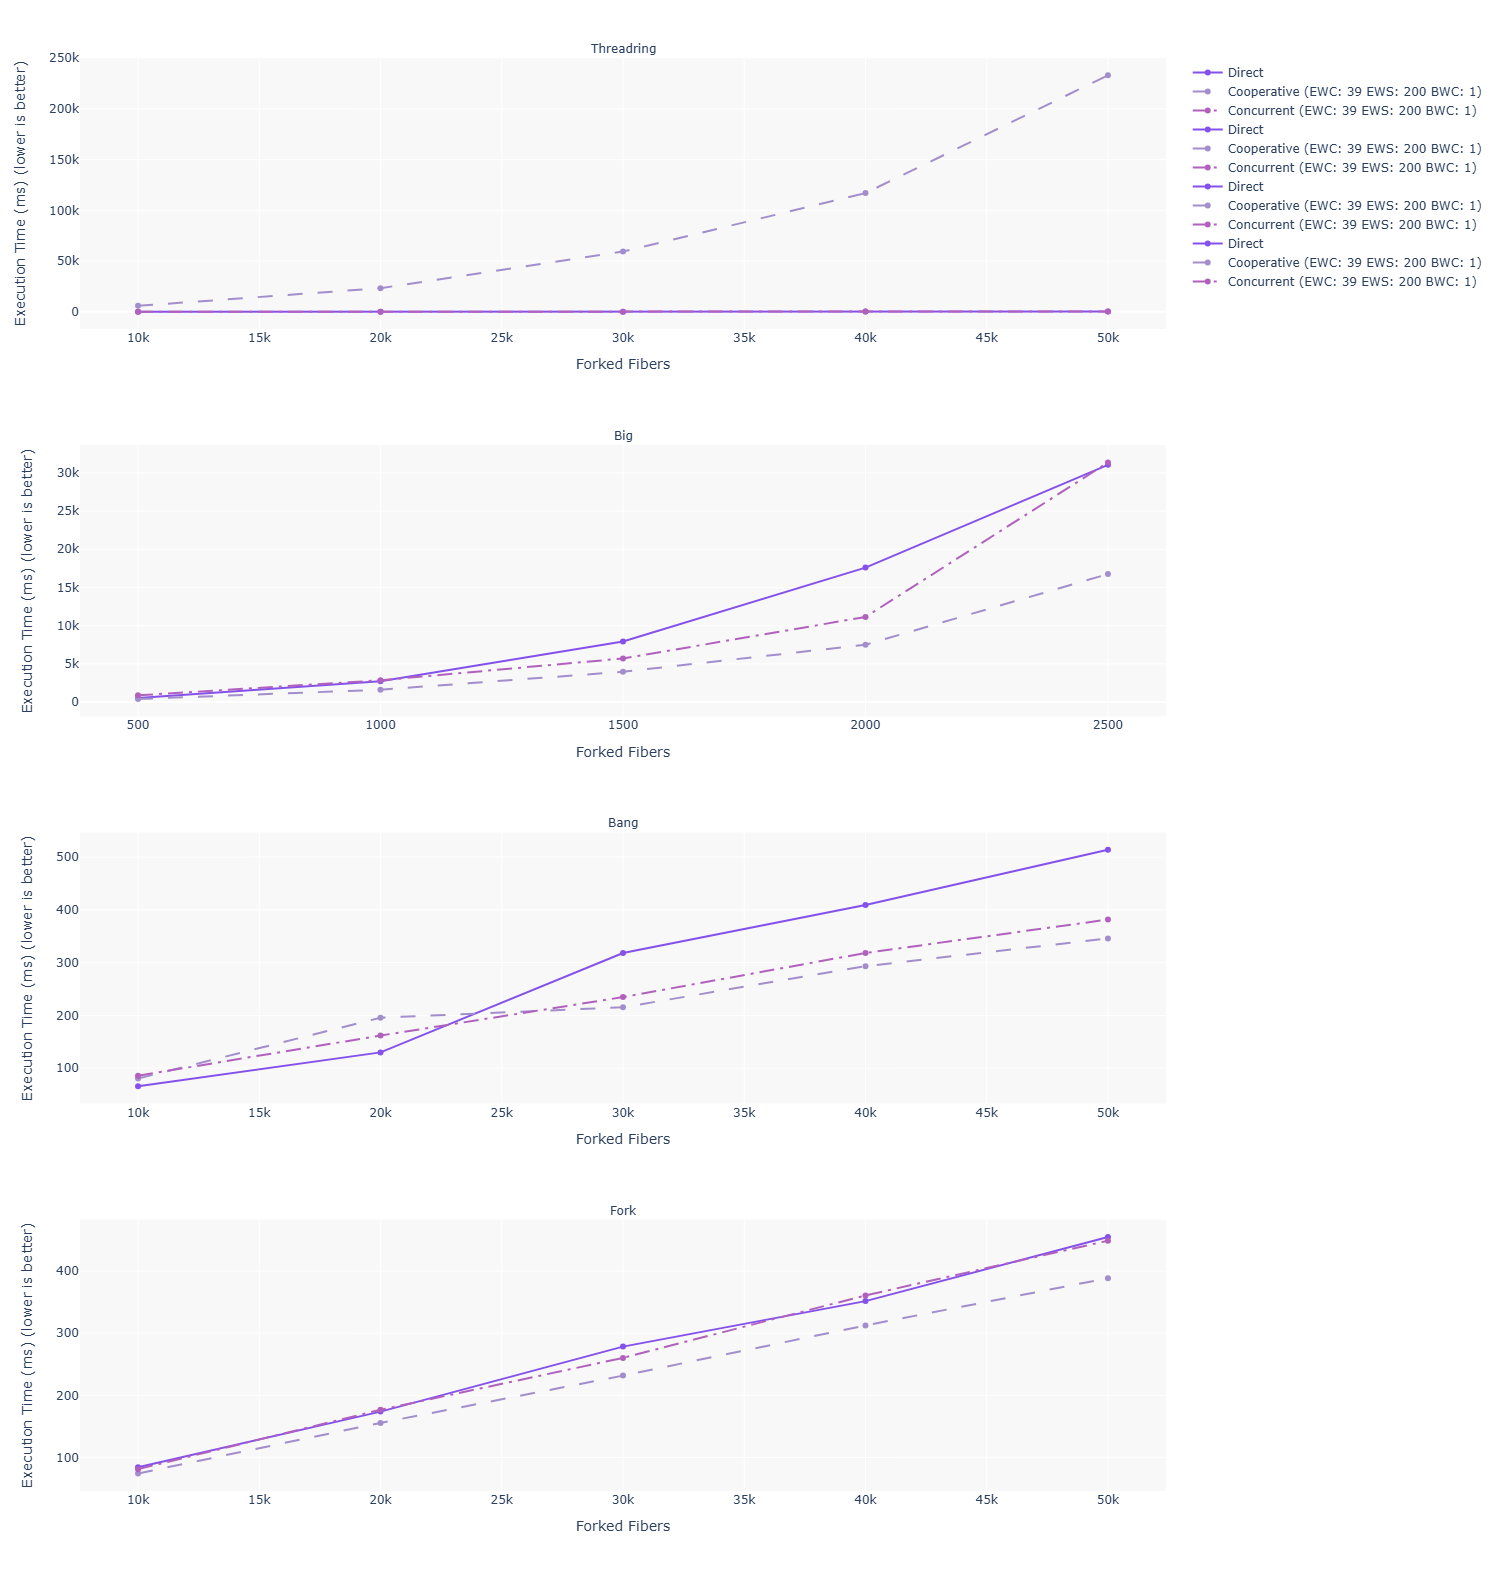 Threadring
Execution Time (ms) (lower is better)
250k
200k
150k
100k
50k
0
10k 15k 20k 25k 30k 35k 40k 45k 50k
Forked Fibers
Direct
Cooperative (EWC: 39 EWS: 200 BWC: 1)
Concurrent (EWC: 39 EWS: 200 BWC: 1)
Direct
Cooperative (EWC: 39 EWS: 200 BWC: 1)
Concurrent (EWC: 39 EWS: 200 BWC: 1)
Direct
Cooperative (EWC: 39 EWS: 200 BWC: 1)
Concurrent (EWC: 39 EWS: 200 BWC: 1)
Direct
Cooperative (EWC: 39 EWS: 200 BWC: 1)
Concurrent (EWC: 39 EWS: 200 BWC: 1)
Big
Execution Time (ms) (lower is better)
30k
25k
20k
15k
10k
5k
0
500 1000 1500 2000 2500
Forked Fibers
Bang
Execution Time (ms) (lower is better)
500
400
300
200
100
10k 15k 20k 25k 30k 35k 40k 45k 50k
Forked Fibers
Fork
Execution Time (ms) (lower is better)
400
300
200
100
10k 15k 20k 25k 30k 35k 40k 45k 50k
Forked Fibers